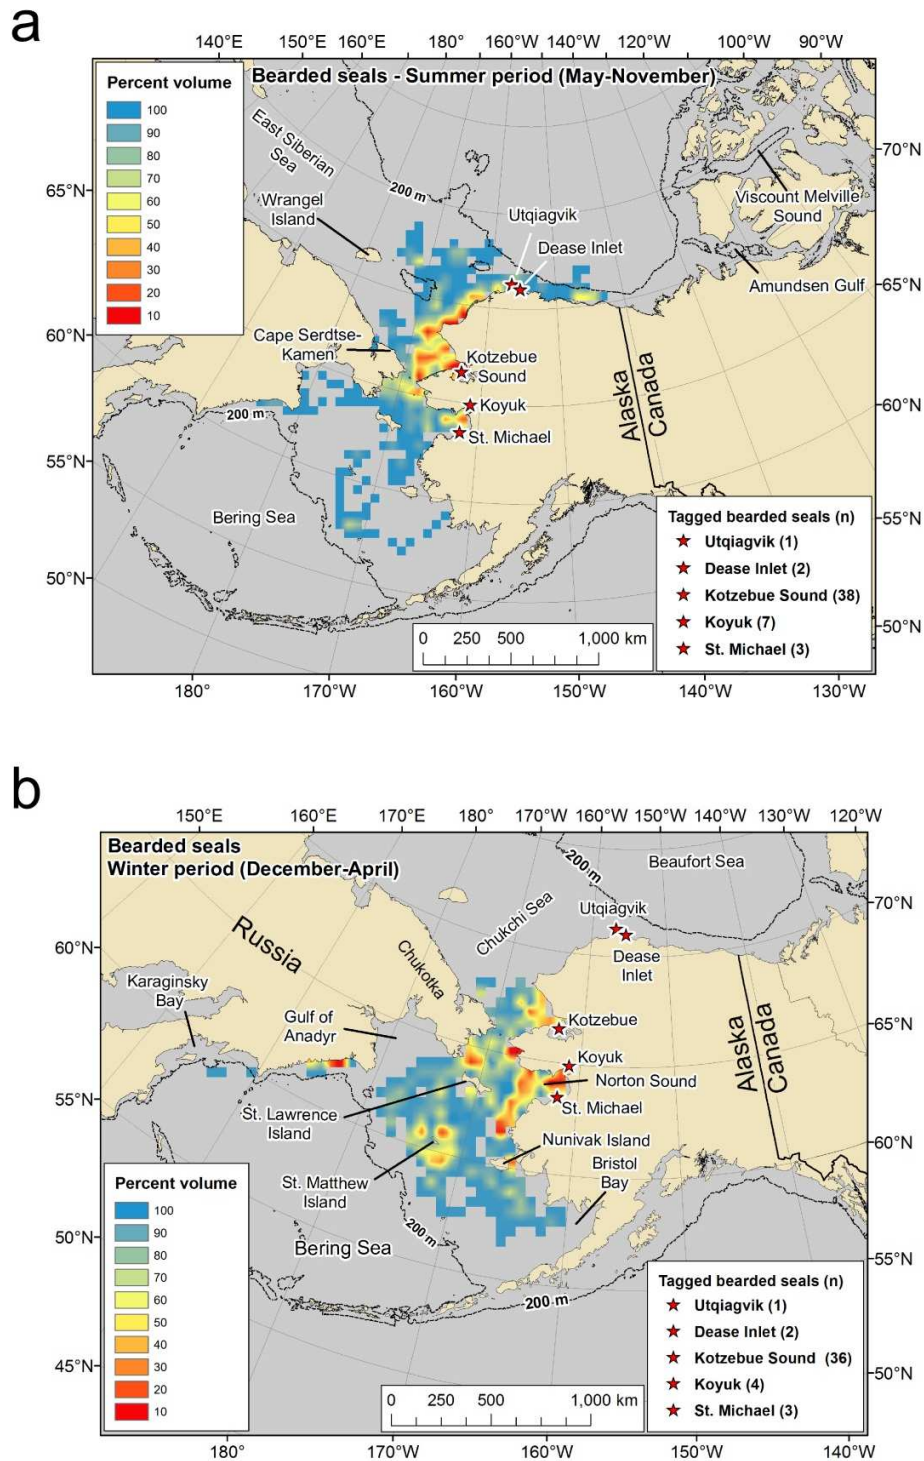 a
140°E 150°E 160°E 180° 160°W 140°W 120°W 100°W 90°W
Percent volume
100
90
80
70
60
50
40
30
20
10
Bearded seals - Summer period (May-November)
East Siberian
Sea
200 m
Wrangel
Island
Utqiagvik
Dease Inlet
Viscount Melville
Sound
Amundsen Gulf
Cape Serdtse-
Kamen
Kotzebue
Sound
Koyuk
St. Michael
200 m
Bering Sea
Alaska
Canada
65°N
60°N
55°N
50°N
70°N
65°N
60°N
55°N
50°N
Tagged bearded seals (n)
Utqiagvik (1)
Dease Inlet (2)
Kotzebue Sound (38)
Koyuk (7)
St. Michael (3)
0 250 500 1,000 km
180° 170°W 160°W 150°W 140°W 130°W
b
150°E 160°E 170°E 180° 170°W 160°W 150°W 140°W 130°W 120°W
Bearded seals
Winter period (December-April)
200 m
Beaufort Sea
Chukchi Sea
Utqiagvik
Dease
Inlet
Russia
Chukotka
Karaginsky
Bay
Gulf of
Anadyr
Kotzebue
Koyuk
Norton Sound
St. Michael
St. Lawrence
Island
Nunivak Island
Bristol
Bay
St. Matthew
Island
200 m
Bering Sea
200 m
Alaska
Canada
60°N
55°N
50°N
45°N
70°N
65°N
60°N
55°N
50°N
Percent volume
100
90
80
70
60
50
40
30
20
10
Tagged bearded seals (n)
Utqiagvik (1)
Dease Inlet (2)
Kotzebue Sound (36)
Koyuk (4)
St. Michael (3)
0 250 500 1,000 km
180° 170°W 160°W 150°W 140°W